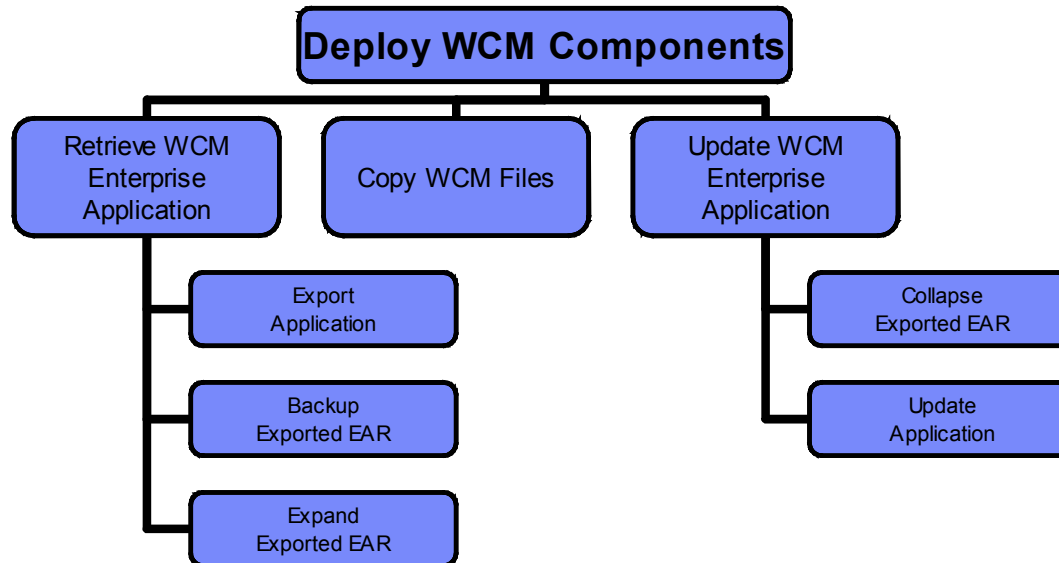 Deploy WCM Components
Retrieve WCM
Enterprise
Application
Copy WCM Files
Update WCM
Enterprise
Application
Export
Application
Backup
Exported EAR
Expand
Exported EAR
Collapse
Exported EAR
Update
Application